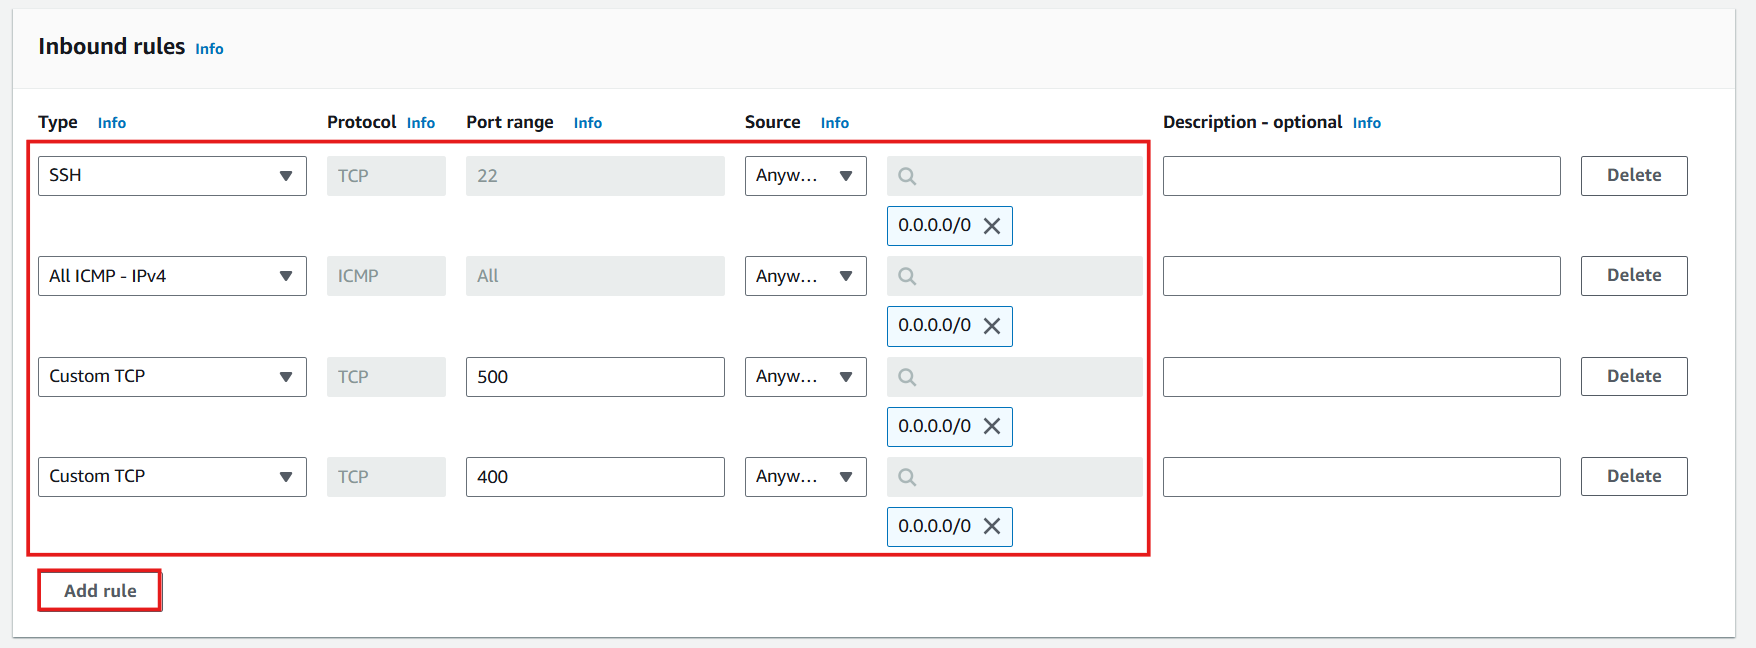 Inbound rules Info
Type Info Protocol Info Port range Info Source Info Description - optional Info
SSH TCP 22 Anyw... Delete
0.0.0.0/0
All ICMP - IPv4 ICMP All Anyw... Delete
0.0.0.0/0
Custom TCP TCP 500 Anyw... Delete
0.0.0.0/0
Custom TCP TCP 400 Anyw... Delete
0.0.0.0/0
Add rule